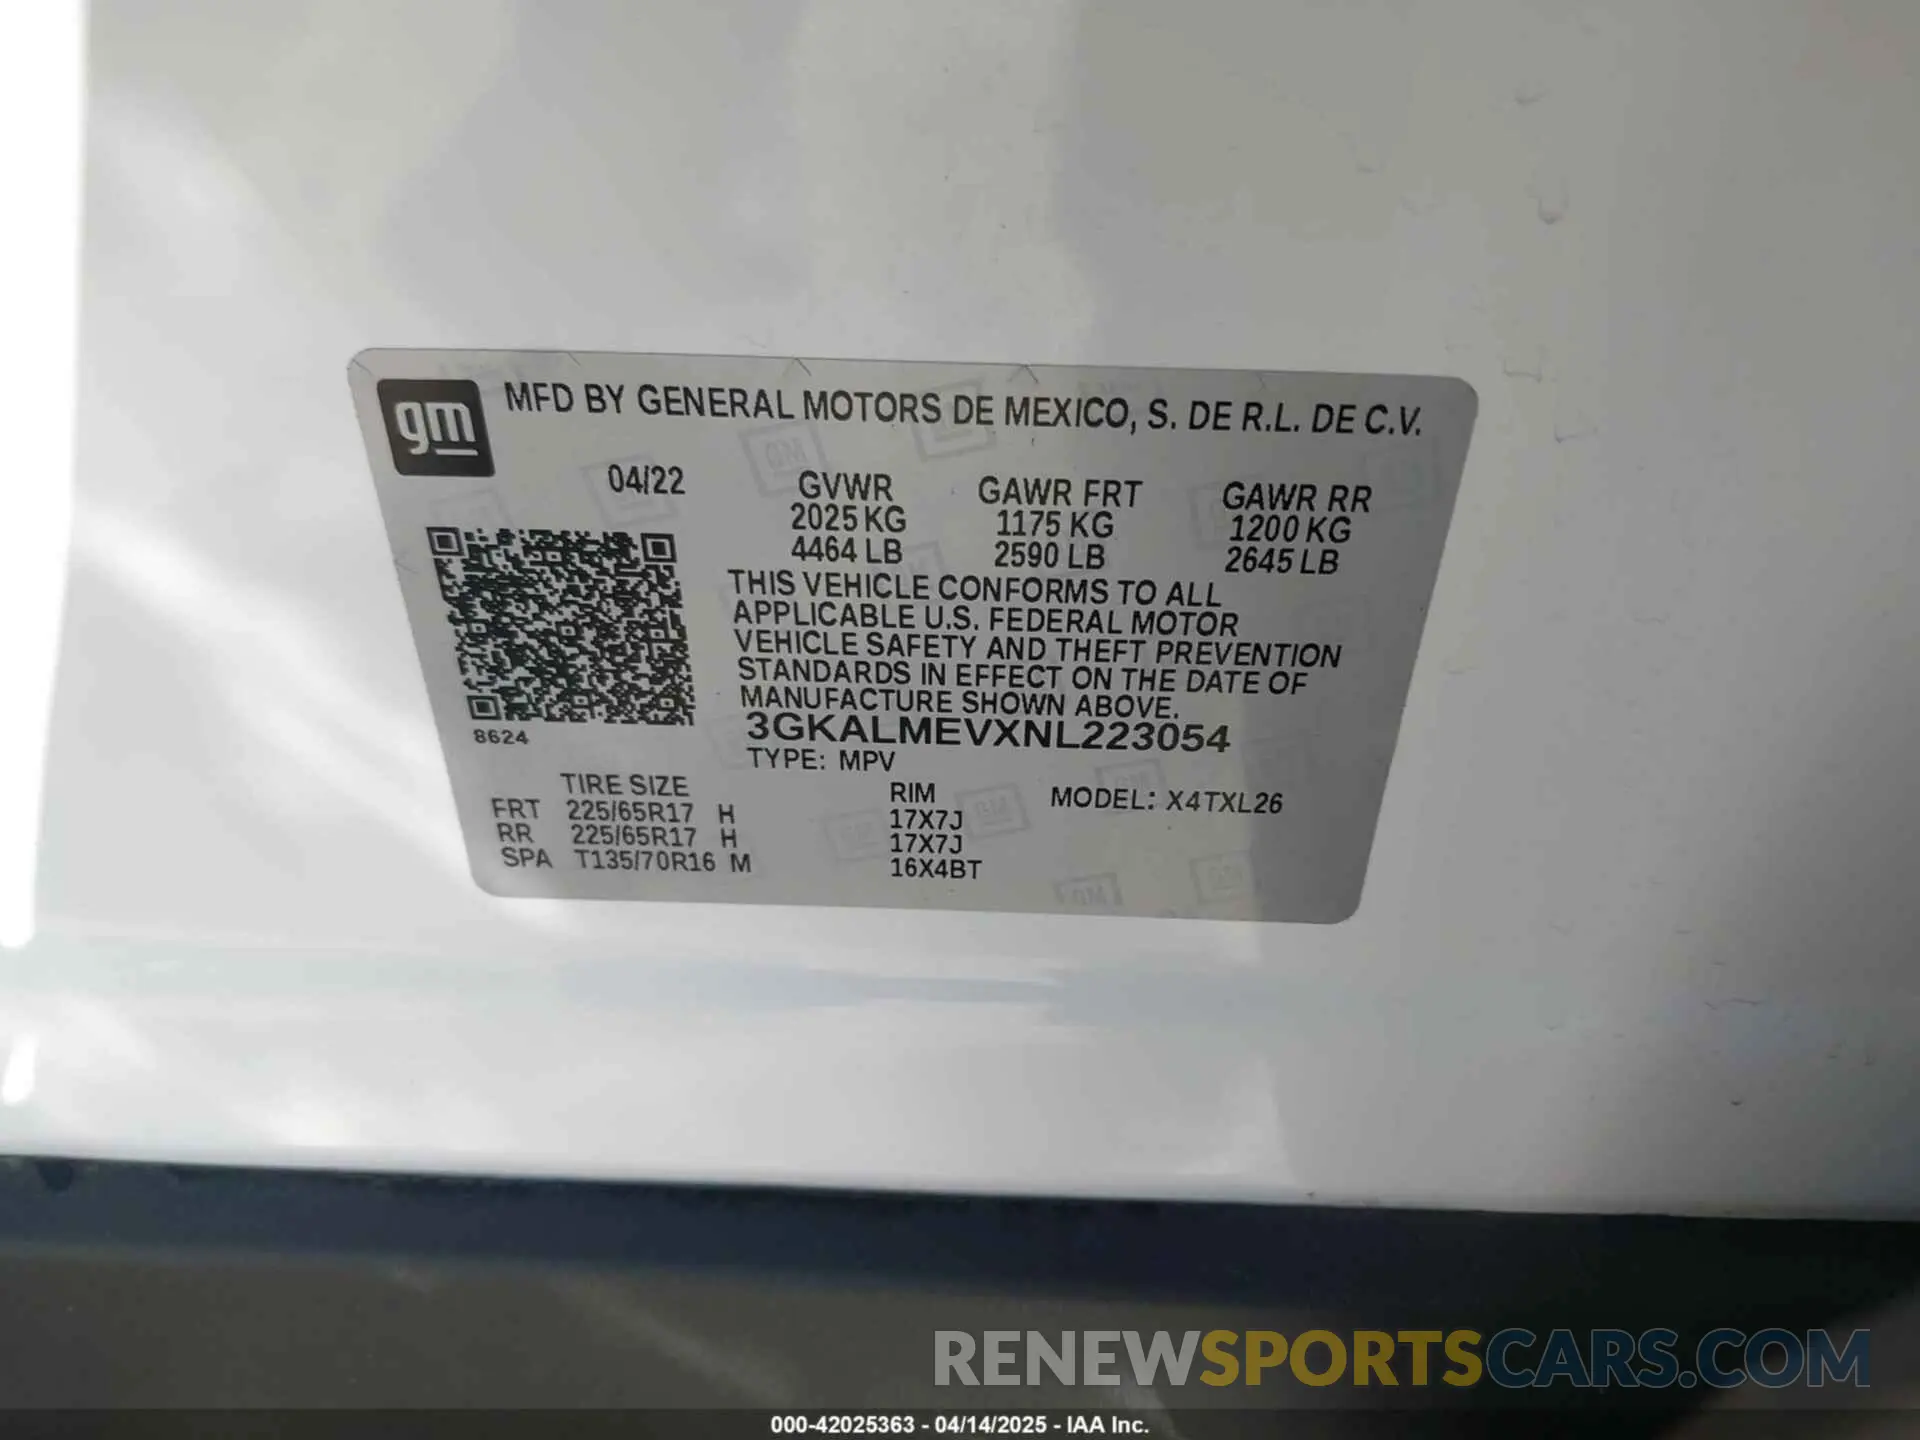 gm
MFD BY GENERAL MOTORS DE MEXICO, S. DE R.L. DE C.V.
04/22 GVWR GAWR FRT GAWR RR
2025 KG 1175 KG 1200 KG
4464 LB 2590 LB 2645 LB
THIS VEHICLE CONFORMS TO ALL
APPLICABLE U.S. FEDERAL MOTOR
VEHICLE SAFETY AND THEFT PREVENTION
STANDARDS IN EFFECT ON THE DATE OF
MANUFACTURE SHOWN ABOVE.
3GKALMEVXNL223054
8624
TYPE: MPV
TIRE SIZE RIM MODEL: X4TXL26
FRT 225/65R17 H 17X7J
RR 225/65R17 H 17X7J
SPA T135/70R16 M 16X4BT
RENEWSPORTSCARS.COM
000-42025363 - 04/14/2025 - IAA Inc.